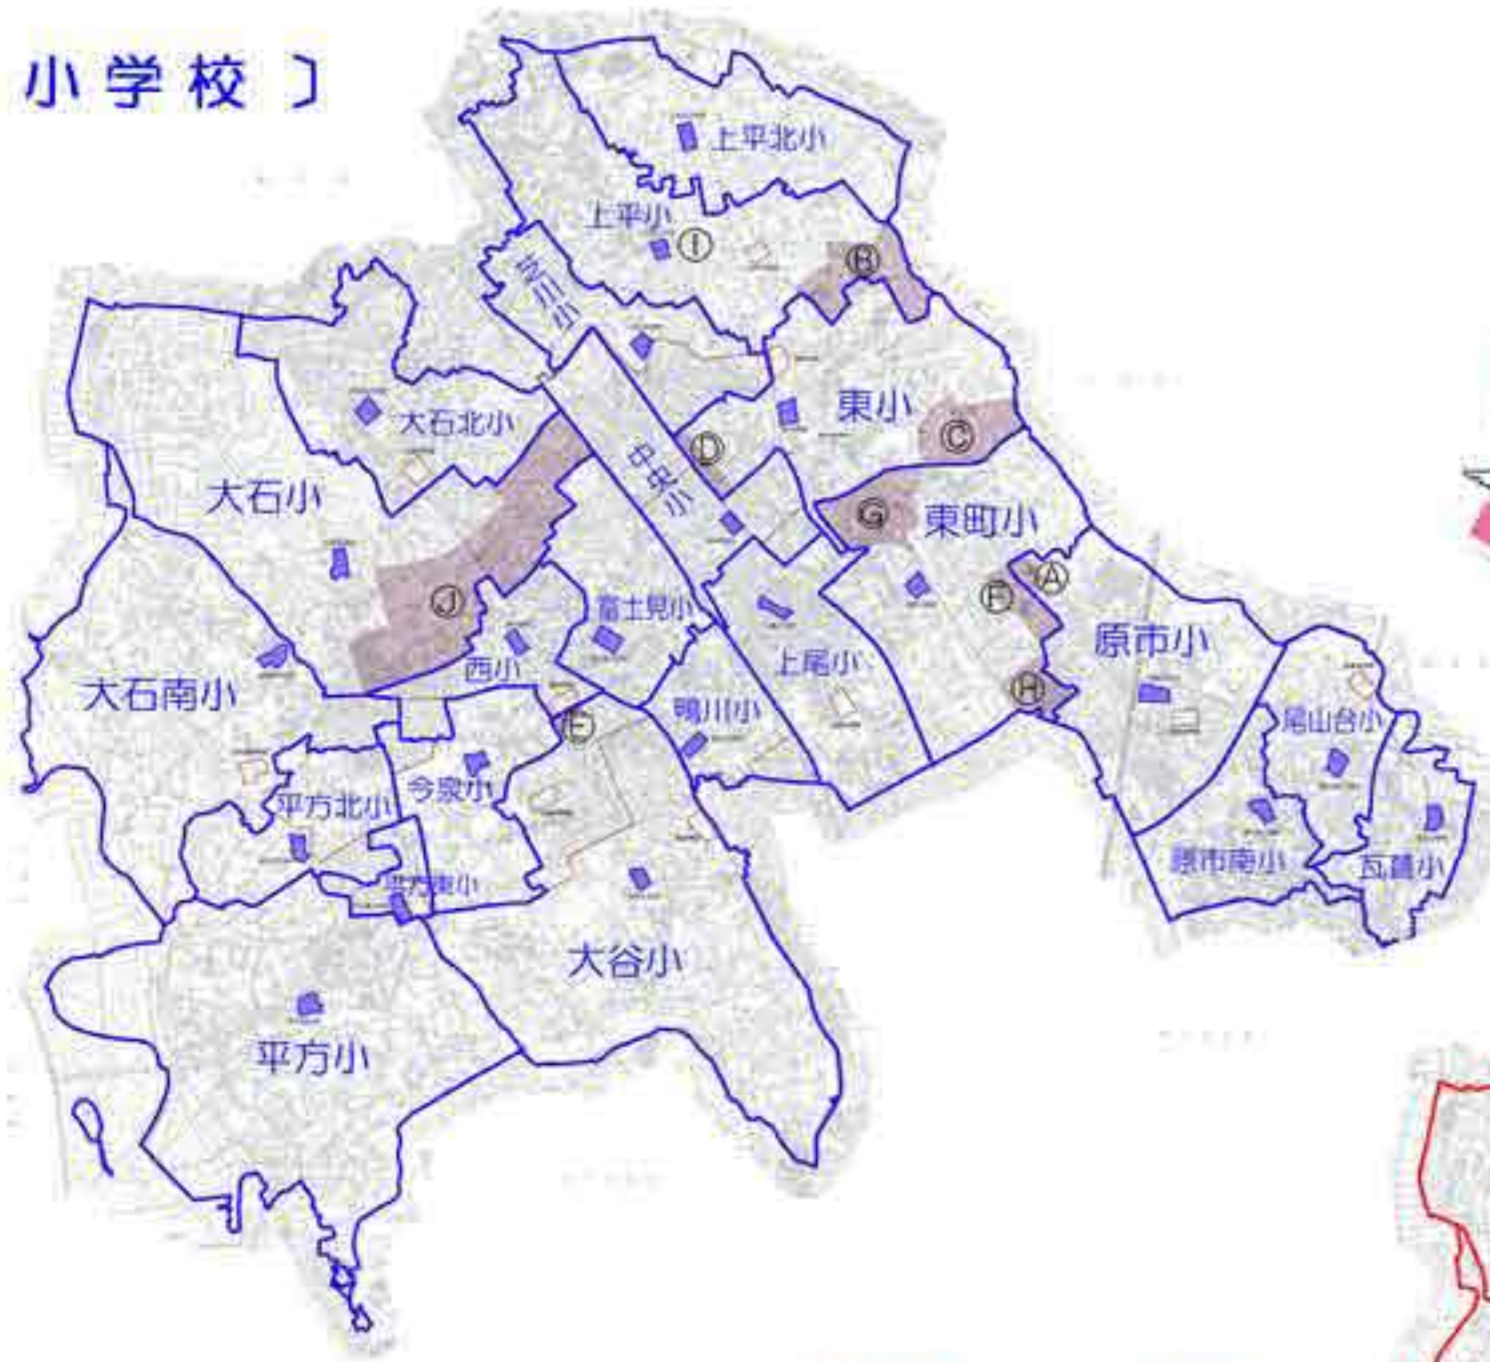 小学校 〕
上平北小
上平小
Ⓘ
Ⓑ
芝川小
東小
Ⓒ
大石北小
Ⓓ
中央小
大石小
Ⓖ
東町小
Ⓐ
Ⓕ
Ⓙ
富士見小
原市小
西小
上尾小
大石南小
Ⓗ
鴨川小
尾山台小
Ⓔ
今泉小
平方北小
原市南小
瓦葺小
平方東小
大谷小
平方小